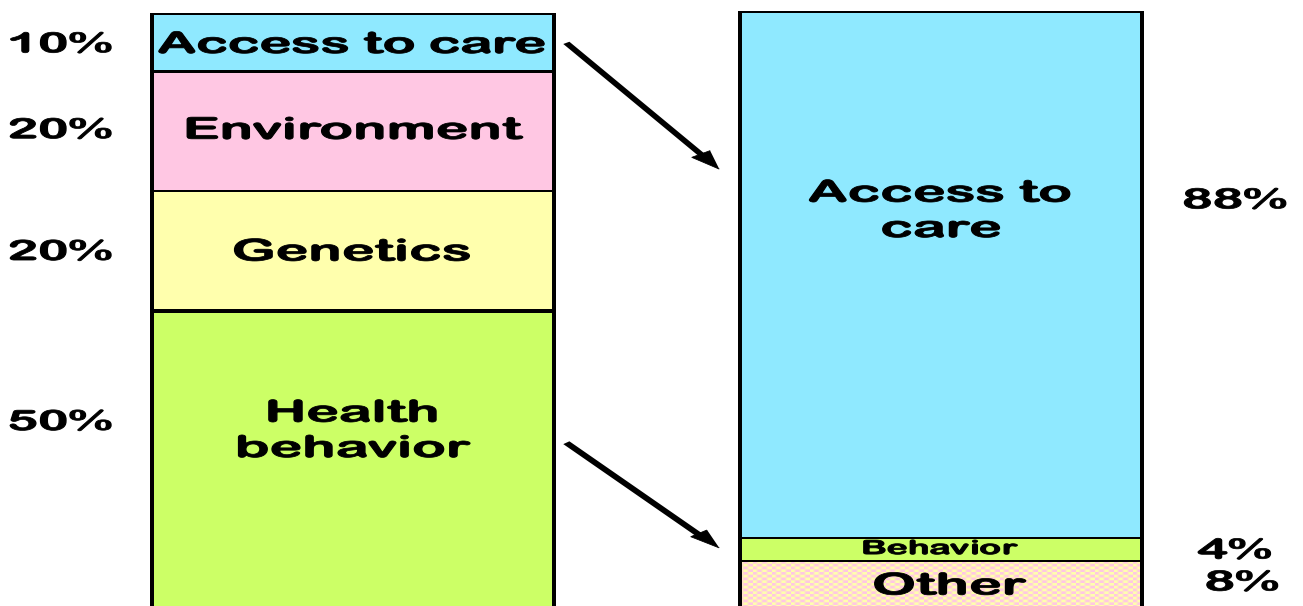 10%
Access to care
20%
Environment
20%
Genetics
50%
Health
behavior
Access to
care
88%
Behavior
4%
Other
8%